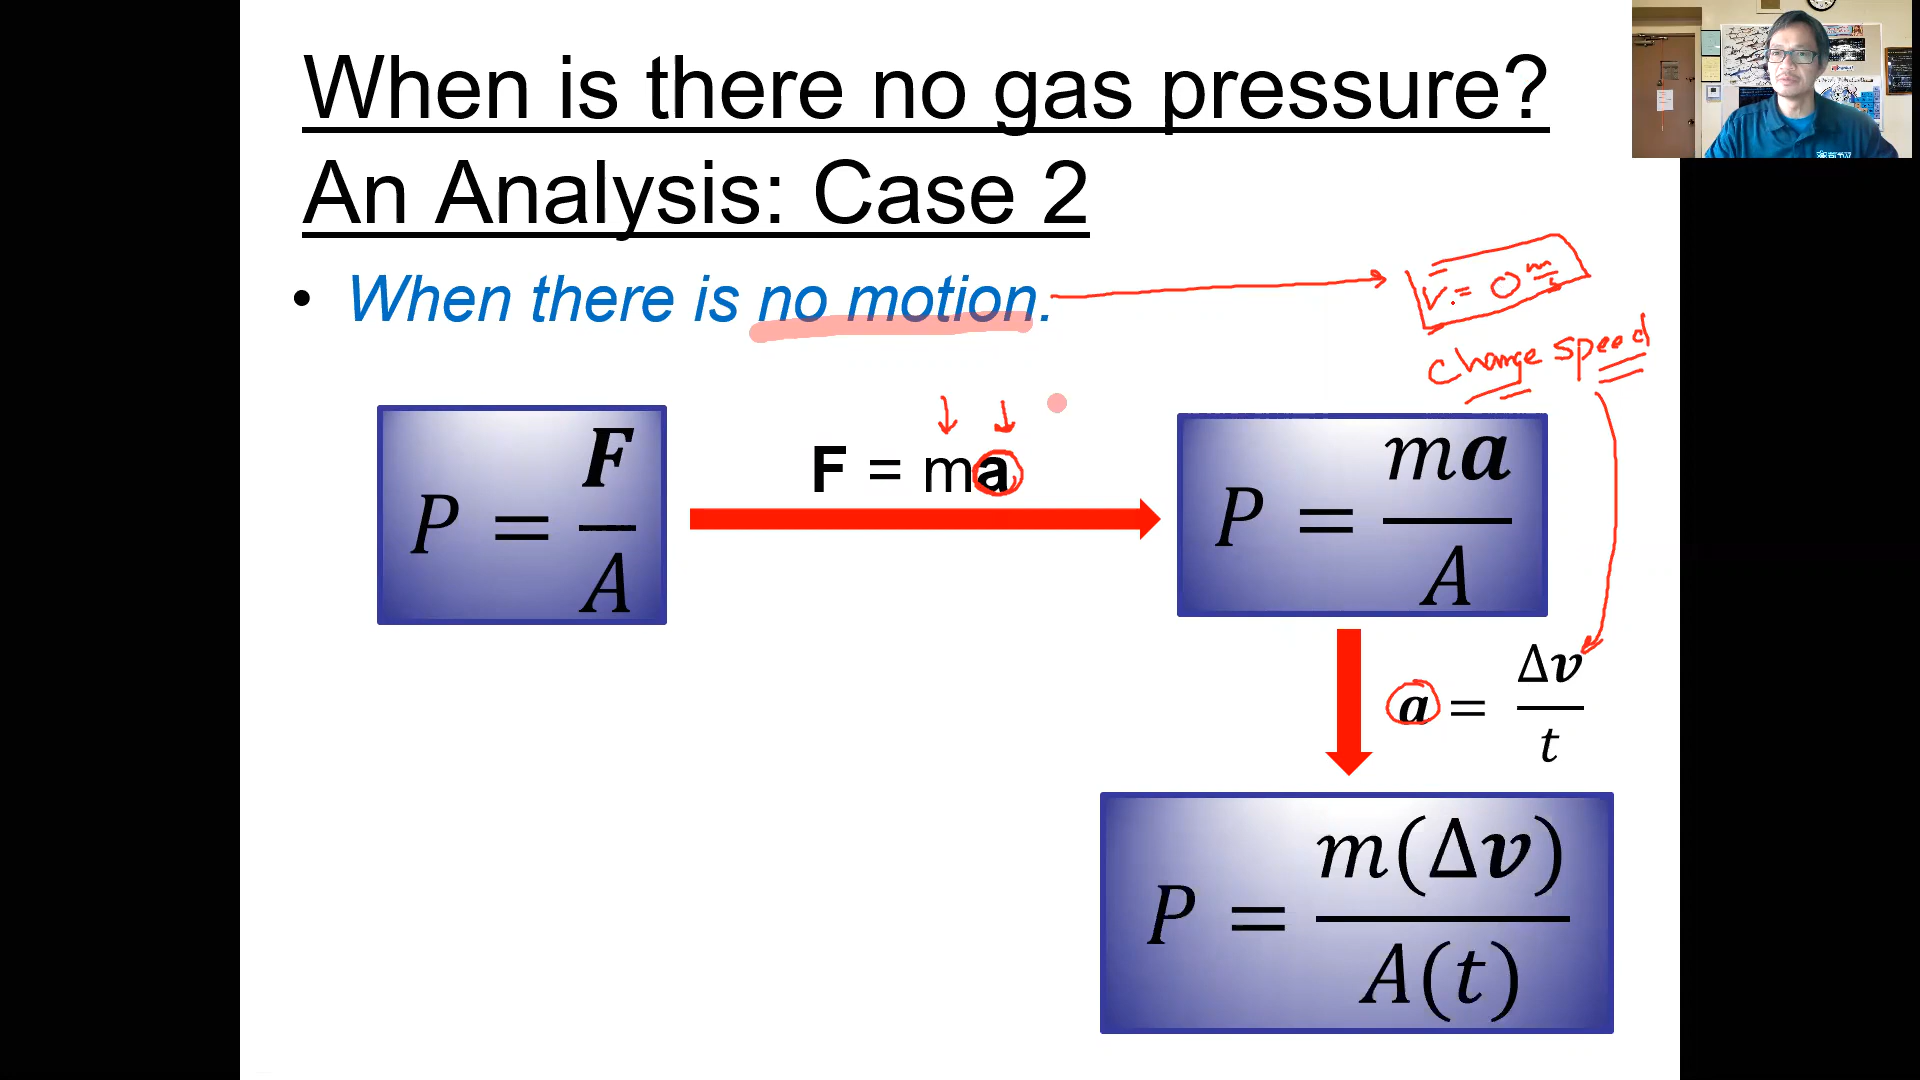 When is there no gas pressure?
An Analysis: Case 2
• When there is no motion.
v = 0 m/s
change speed
P = F/A
F = ma
P = ma/A
a = Δv/t
P = m(Δv)/A(t)